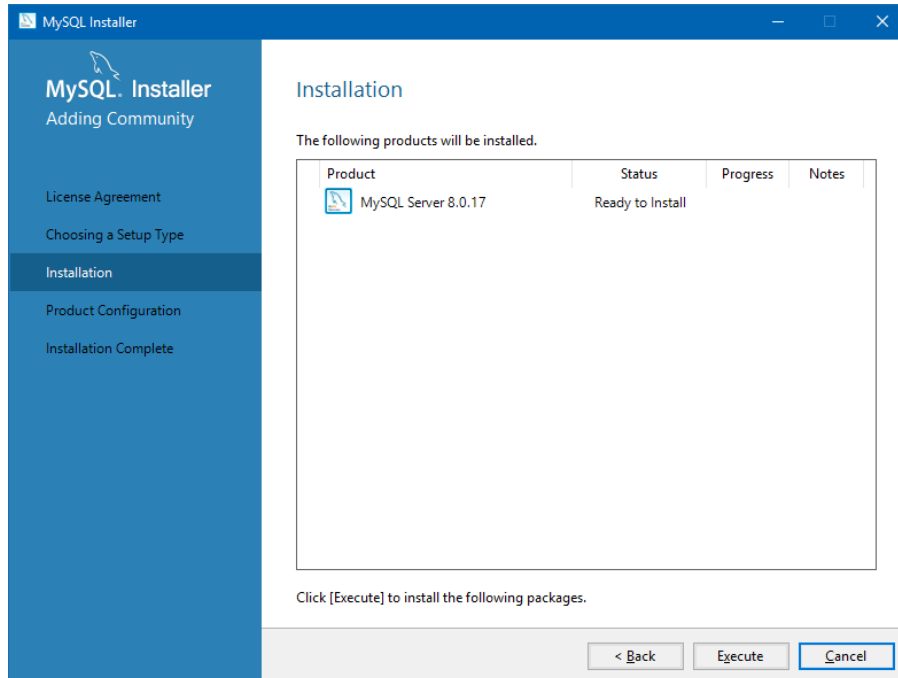 MySQL Installer
MySQL. Installer
Adding Community
License Agreement
Choosing a Setup Type
Installation
Product Configuration
Installation Complete
Installation
The following products will be installed.
Product Status Progress Notes
MySQL Server 8.0.17 Ready to Install
Click [Execute] to install the following packages.
< Back Execute Cancel